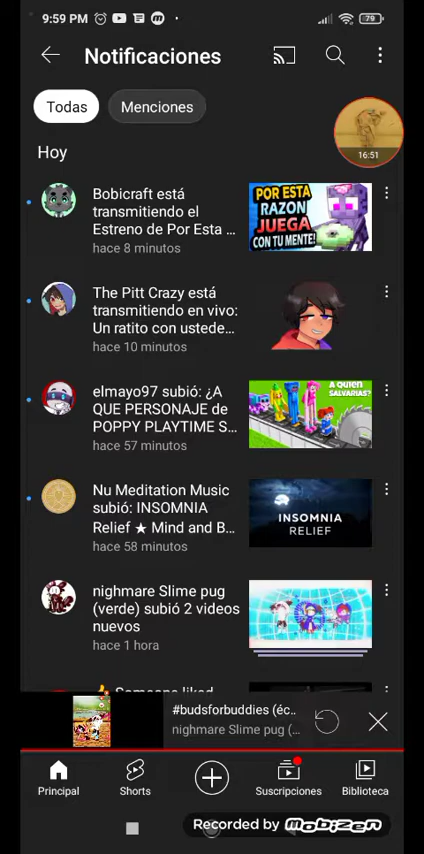 9:59 PM
79
Notificaciones
Todas
Menciones
16:51
Hoy
Bobicraft está
transmitiendo el
Estreno de Por Esta ...
hace 8 minutos
POR ESTA
RAZON
JUEGA
CON TU MENTE!
The Pitt Crazy está
transmitiendo en vivo:
Un ratito con ustede...
hace 10 minutos
elmayo97 subió: ¿A
QUE PERSONAJE de
POPPY PLAYTIME S...
hace 57 minutos
A QUIEN
SALVARIAS?
Nu Meditation Music
subió: INSOMNIA
Relief ★ Mind and B...
hace 58 minutos
INSOMNIA
RELIEF
nighmare Slime pug
(verde) subió 2 videos
nuevos
hace 1 hora
Someone liked
#budsforbuddies (éc..
nighmare Slime pug (...
Principal
Shorts
Suscripciones
Biblioteca
Recorded by mobizen